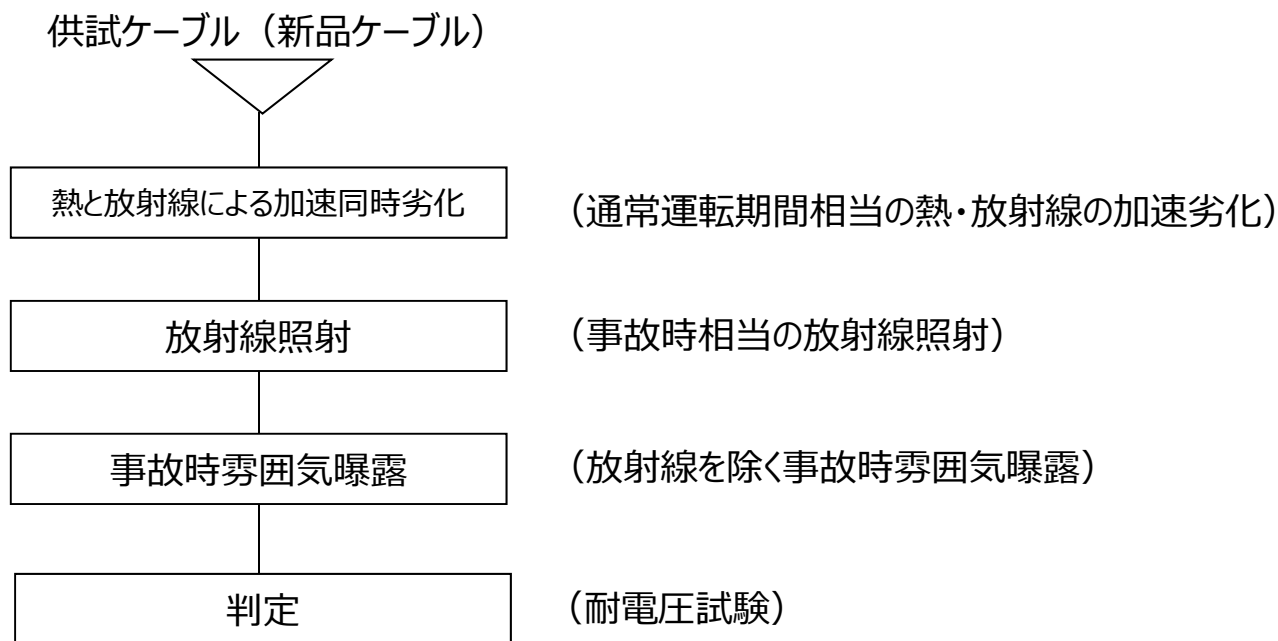 供試ケーブル（新品ケーブル）
熱と放射線による加速同時劣化
（通常運転期間相当の熱・放射線の加速劣化）
放射線照射
（事故時相当の放射線照射）
事故時雰囲気曝露
（放射線を除く事故時雰囲気曝露）
判定
（耐電圧試験）